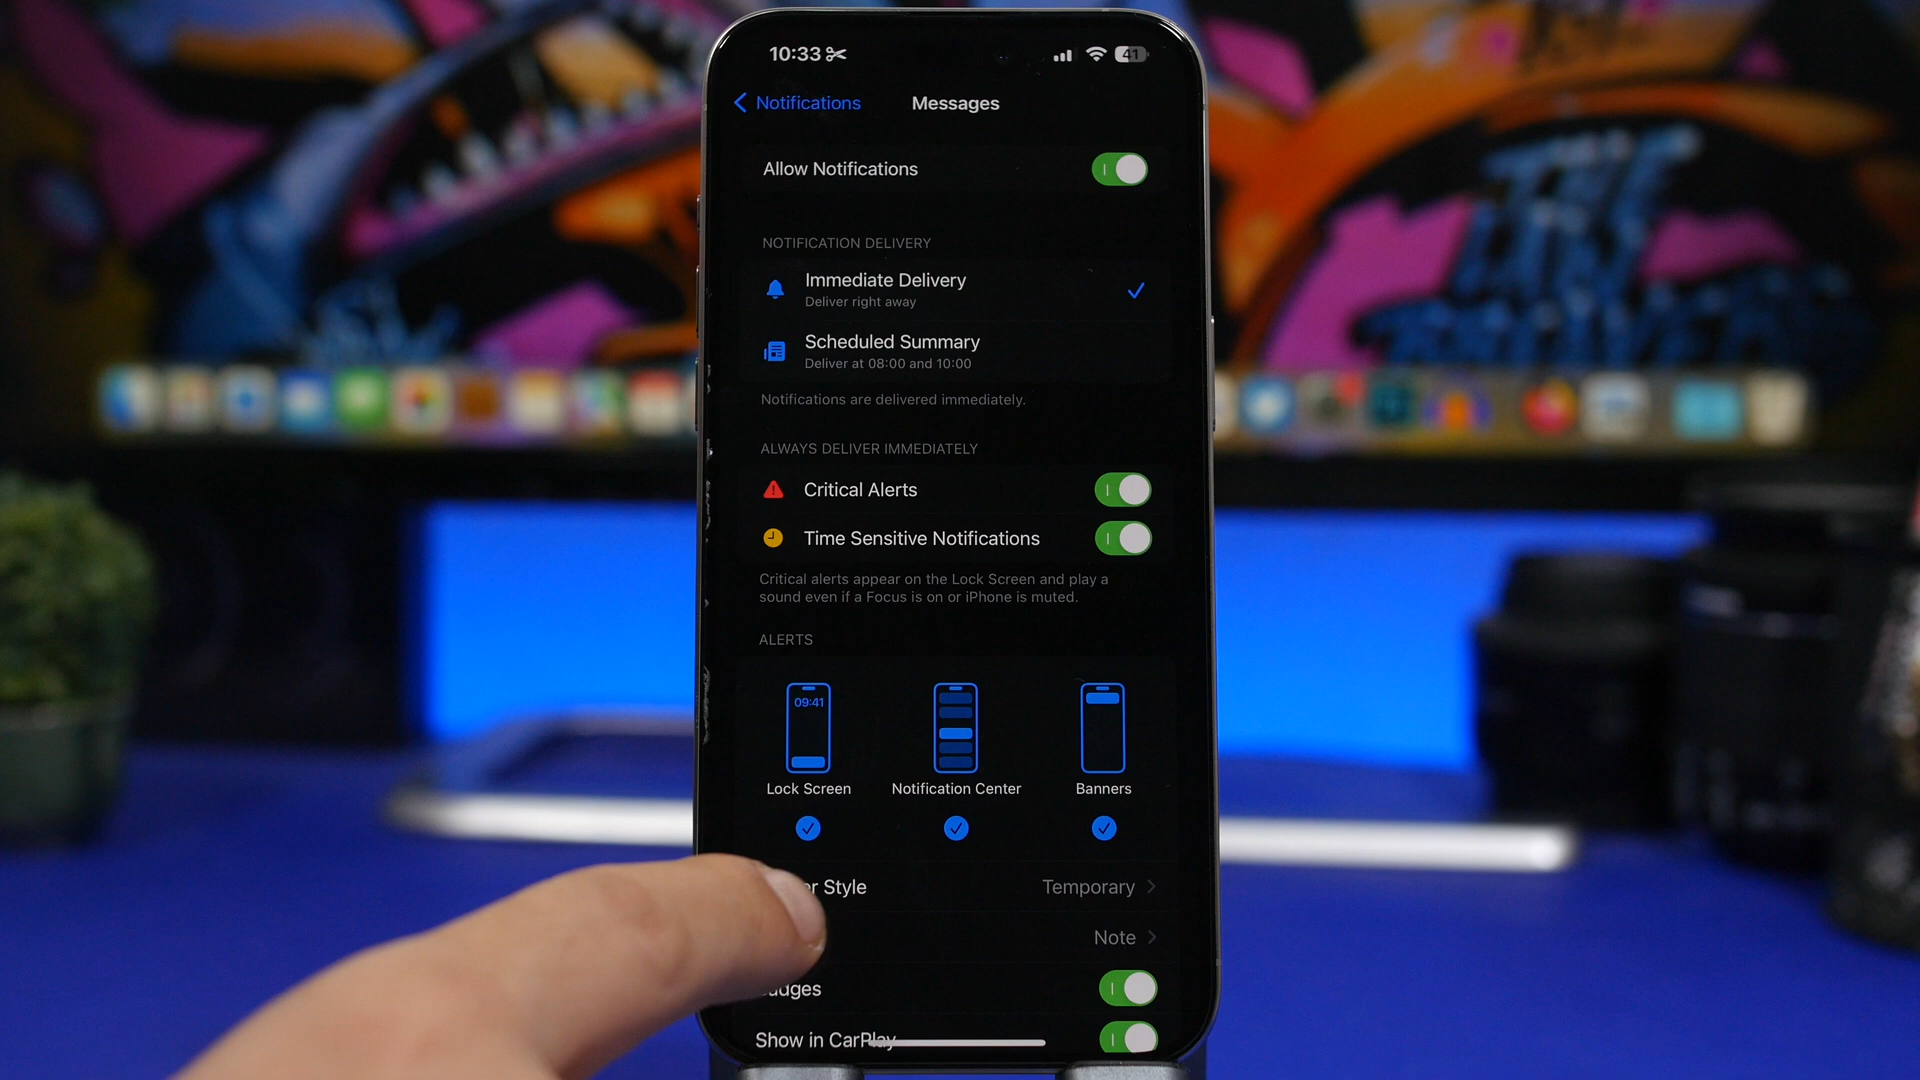 10:33
41
Notifications
Messages
Allow Notifications
NOTIFICATION DELIVERY
Immediate Delivery
Deliver right away
Scheduled Summary
Deliver at 08:00 and 10:00
Notifications are delivered immediately.
ALWAYS DELIVER IMMEDIATELY
Critical Alerts
Time Sensitive Notifications
Critical alerts appear on the Lock Screen and play a
sound even if a Focus is on or iPhone is muted.
ALERTS
09:41
Lock Screen
Notification Center
Banners
Style
Temporary
Note
Show in CarPlay